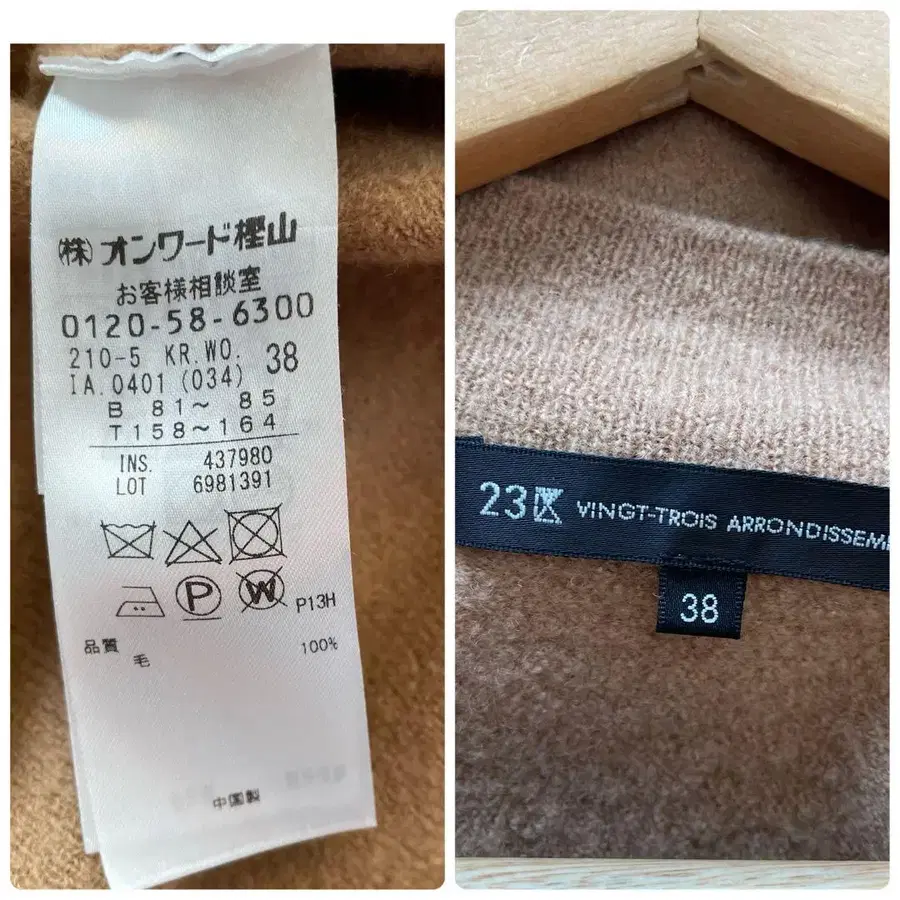 (株)オンワード樫山
お客様相談室
0120-58-6300
210-5 KR.WO. 38
IA.0401 (034)
B 81~ 85
T158~164
INS. 437980
LOT 6981391
P W P13H
品質 毛 100%
中国製
23区 VINGT-TROIS ARRONDISSEM
38